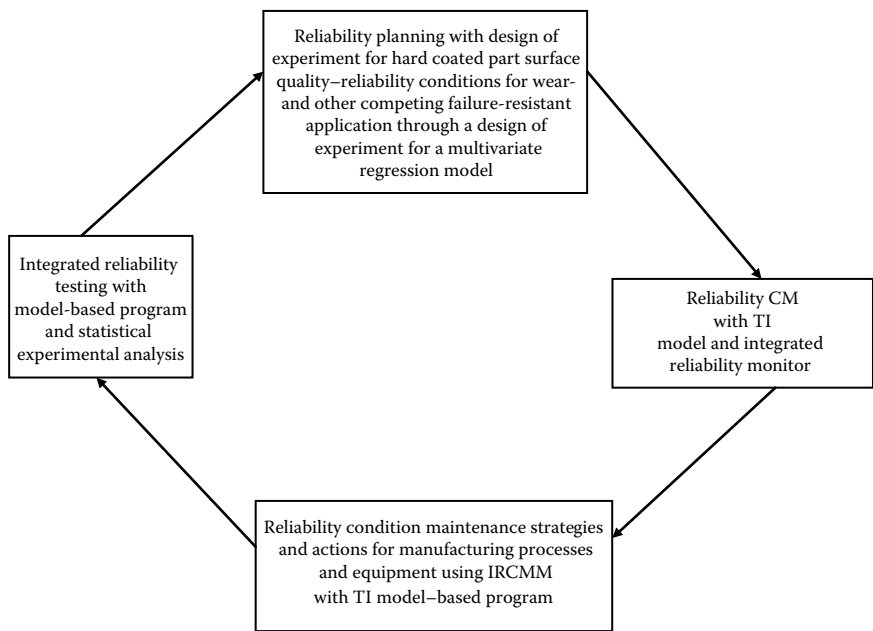 Reliability planning with design of
experiment for hard coated part surface
quality–reliability conditions for wear-
and other competing failure-resistant
application through a design of
experiment for a multivariate
regression model
Integrated reliability
testing with
model-based program
and statistical
experimental analysis
Reliability CM
with TI
model and integrated
reliability monitor
Reliability condition maintenance strategies
and actions for manufacturing processes
and equipment using IRCMM
with TI model–based program